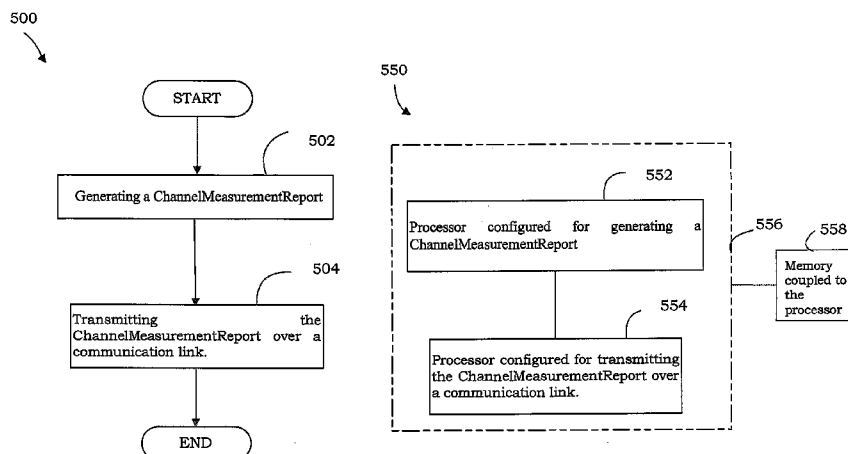 500
START
502
Generating a ChannelMeasurementReport
504
Transmitting the
ChannelMeasurementReport over a
communication link.
END
550
552
Processor configured for generating a
ChannelMeasurementReport
554
Processor configured for transmitting
the ChannelMeasurementReport over
a communication link.
556
558
Memory
coupled to
the
processor